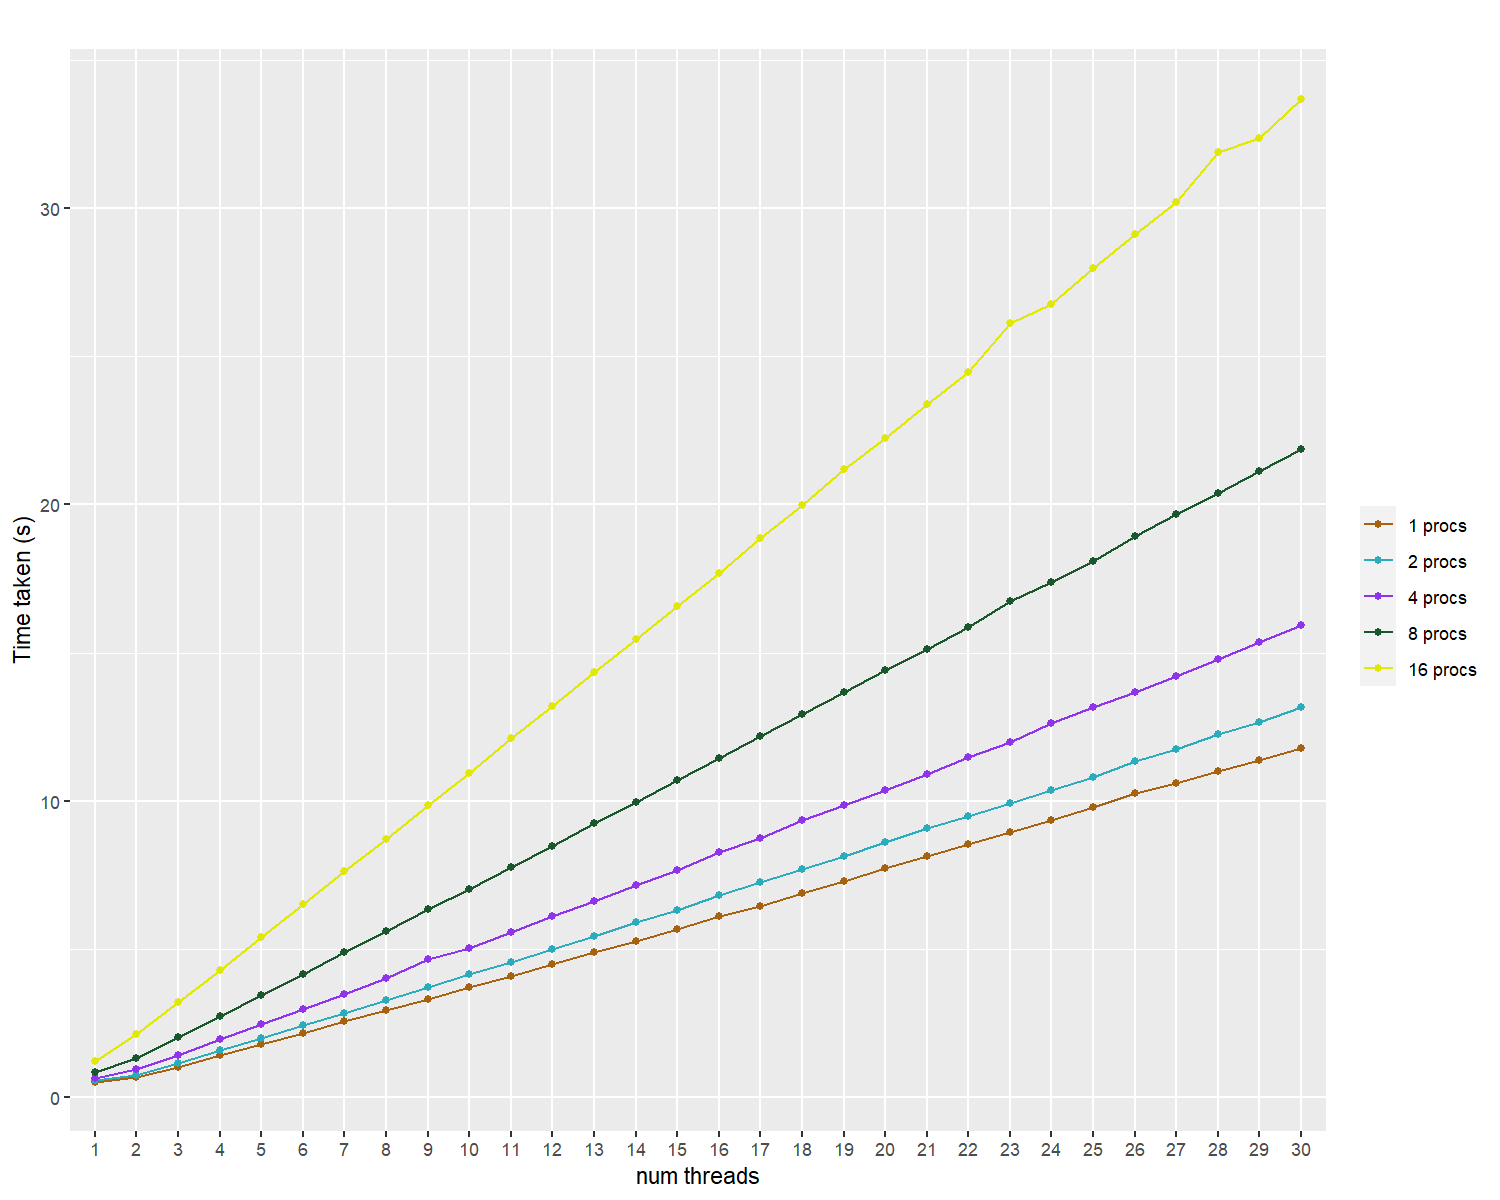 30
20
10
0
Time taken (s)
1 2 3 4 5 6 7 8 9 10 11 12 13 14 15 16 17 18 19 20 21 22 23 24 25 26 27 28 29 30
num threads
1 procs
2 procs
4 procs
8 procs
16 procs